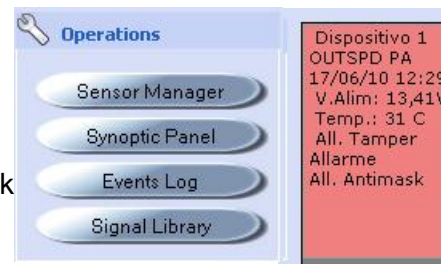 Operations
Sensor Manager
Synoptic Panel
Events Log
Signal Library
k
Dispositivo 1
OUTSPD PA
17/06/10 12:29
V.Alim: 13,41V
Temp.: 31 C
All. Tamper
Allarme
All. Antimask